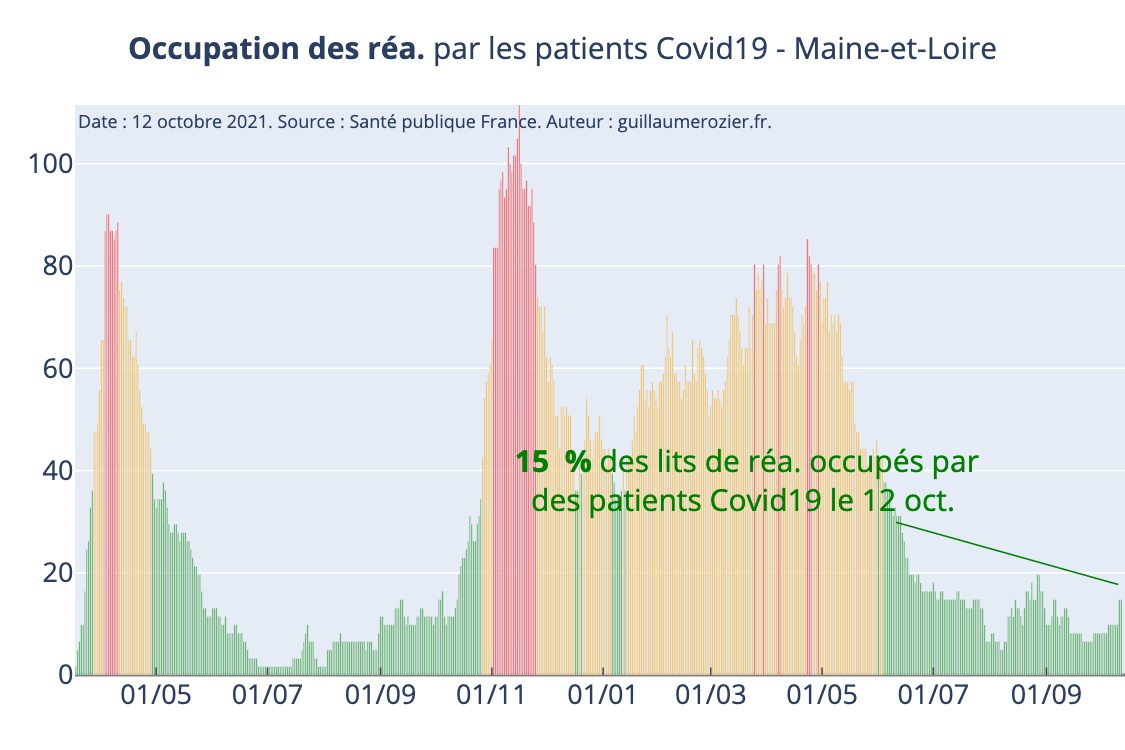 Occupation des réa. par les patients Covid19 - Maine-et-Loire
Date : 12 octobre 2021. Source : Santé publique France. Auteur : guillaumerozier.fr.
100
80
60
40
20
0
15 % des lits de réa. occupés par
des patients Covid19 le 12 oct.
01/05 01/07 01/09 01/11 01/01 01/03 01/05 01/07 01/09